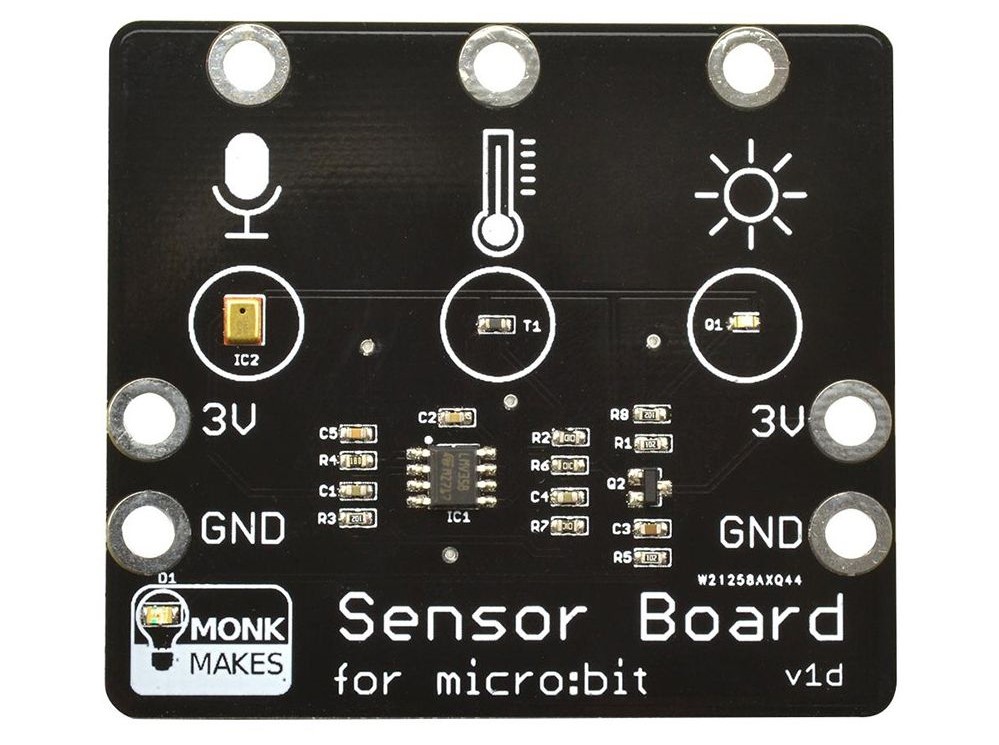 T1
Q1
IC2
3V
3V
C2
R8
C5
R2
R1
R4
R6
Q2
C1
C4
LMV358
R3
IC1
R7
C3
R5
GND
GND
W21258AXQ44
D1
MONK
MAKES
Sensor Board
for micro:bit
v1d